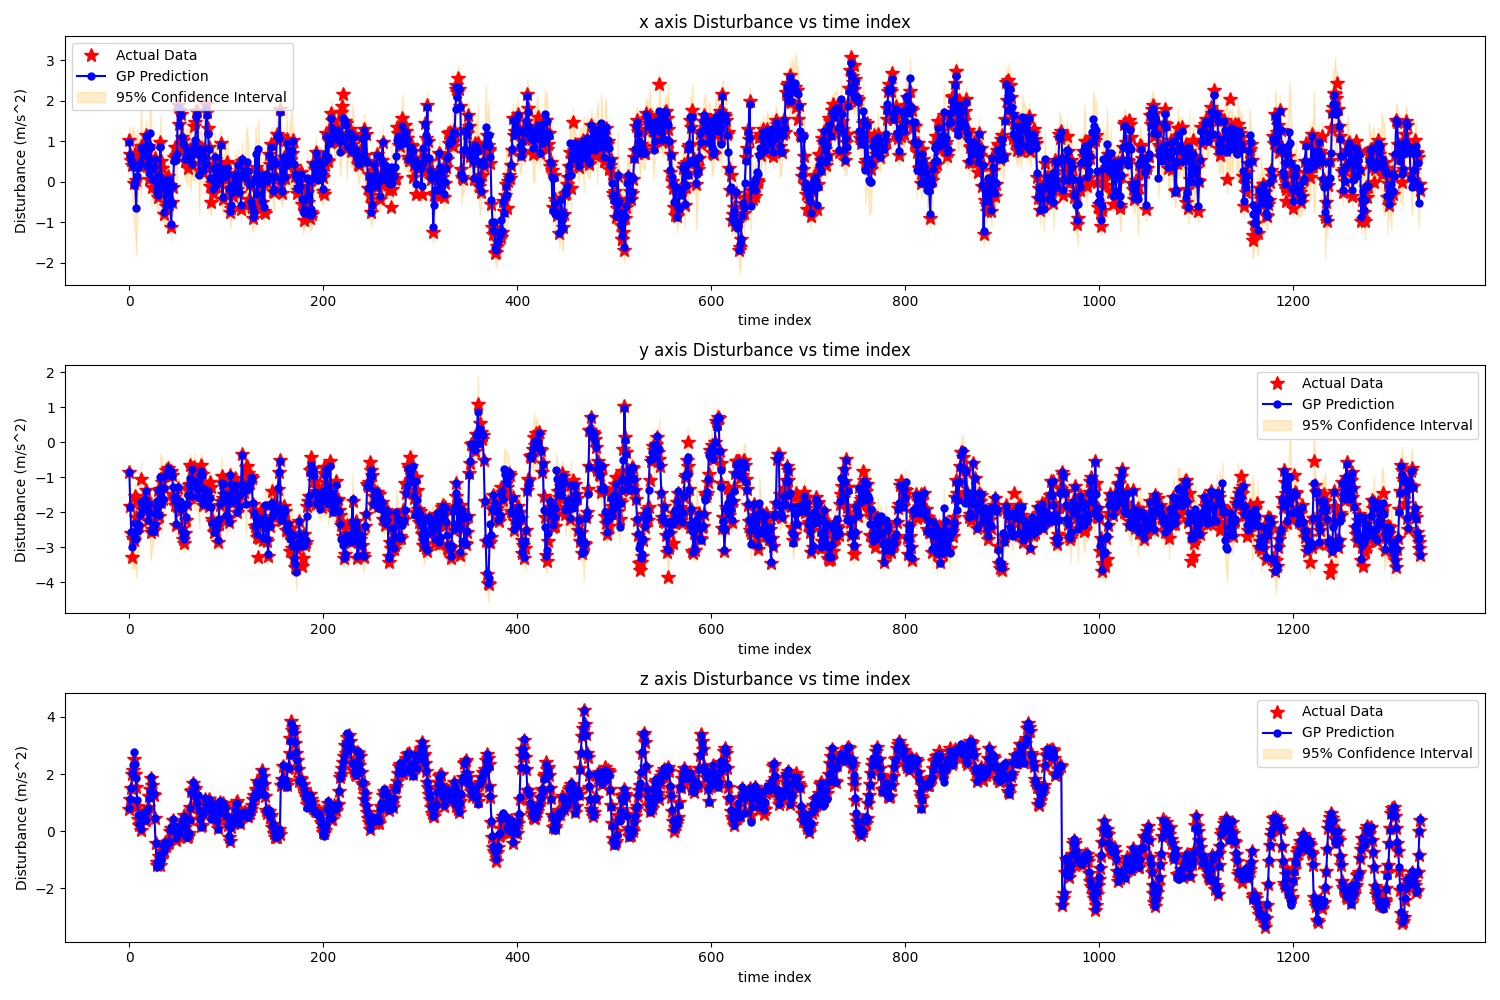 x axis Disturbance vs time index
Actual Data
GP Prediction
95% Confidence Interval
Disturbance (m/s^2)
3
2
1
0
−1
−2
0 200 400 600 800 1000 1200
time index
y axis Disturbance vs time index
Actual Data
GP Prediction
95% Confidence Interval
Disturbance (m/s^2)
2
1
0
−1
−2
−3
−4
0 200 400 600 800 1000 1200
time index
z axis Disturbance vs time index
Actual Data
GP Prediction
95% Confidence Interval
Disturbance (m/s^2)
4
2
0
−2
0 200 400 600 800 1000 1200
time index